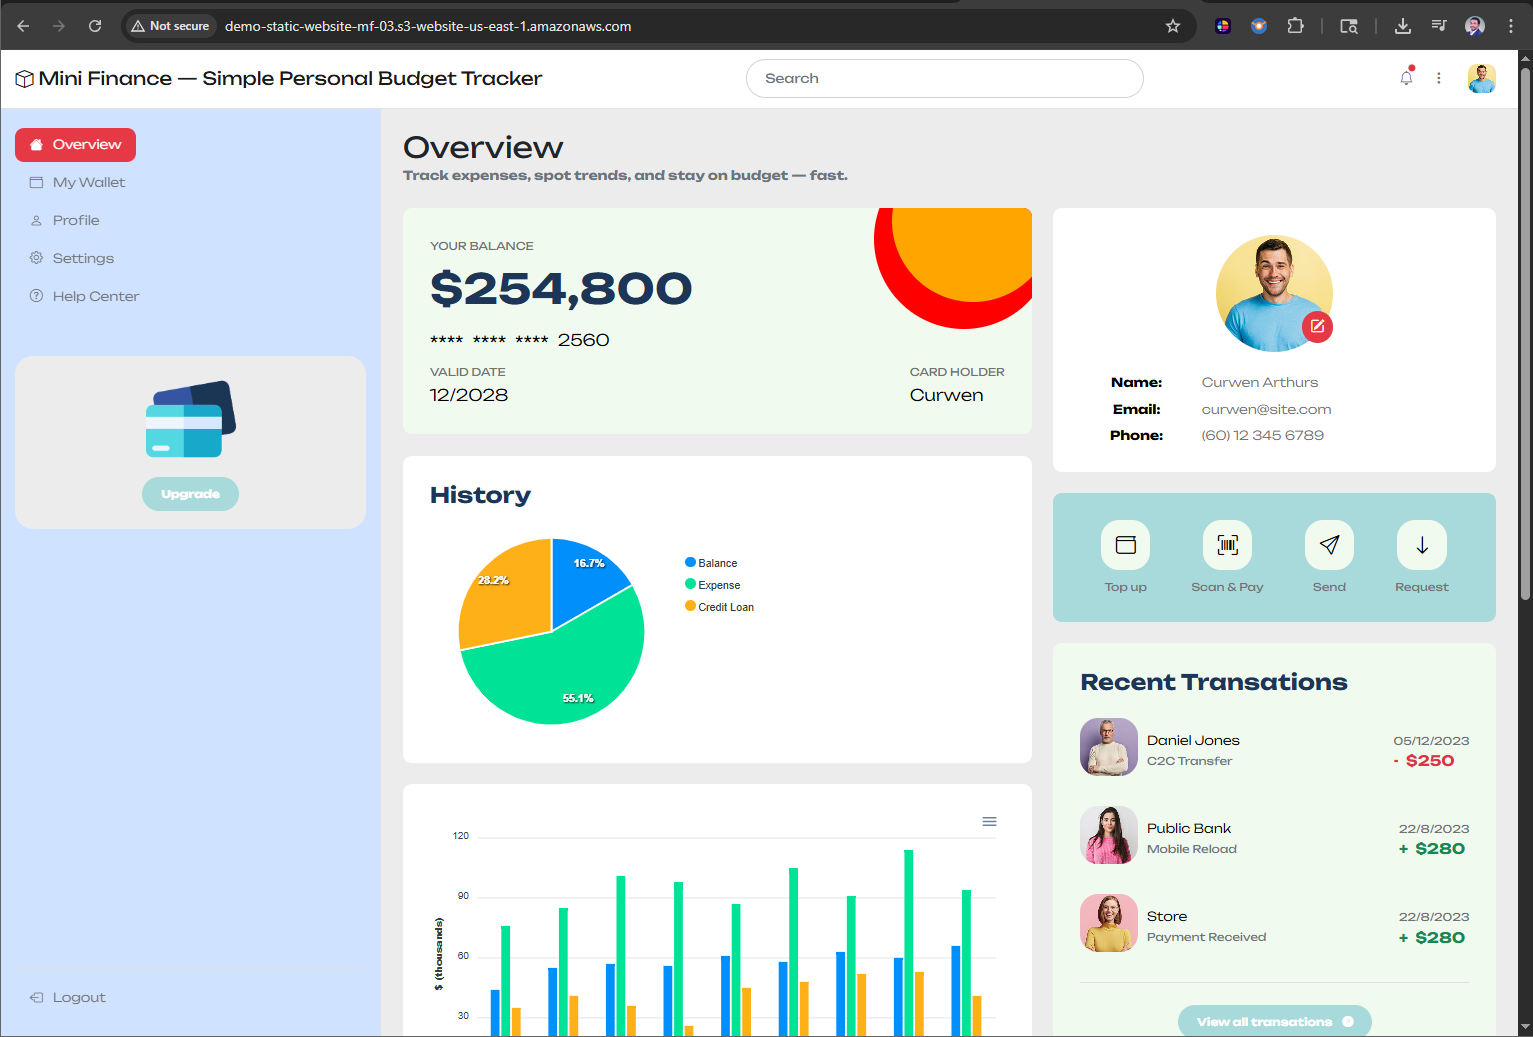 Not secure
demo-static-website-mf-03.s3-website-us-east-1.amazonaws.com
Mini Finance — Simple Personal Budget Tracker
Search
Overview
My Wallet
Profile
Settings
Help Center
Upgrade
Logout
Overview
Track expenses, spot trends, and stay on budget — fast.
YOUR BALANCE
$254,800
**** **** **** 2560
VALID DATE
12/2028
CARD HOLDER
Curwen
History
16.7%
28.2%
55.1%
Balance
Expense
Credit Loan
120
90
60
30
$ (thousands)
Name: Curwen Arthurs
Email: curwen@site.com
Phone: (60) 12 345 6789
Top up
Scan & Pay
Send
Request
Recent Transations
Daniel Jones 05/12/2023
C2C Transfer - $250
Public Bank 22/8/2023
Mobile Reload + $280
Store 22/8/2023
Payment Received + $280
View all transations